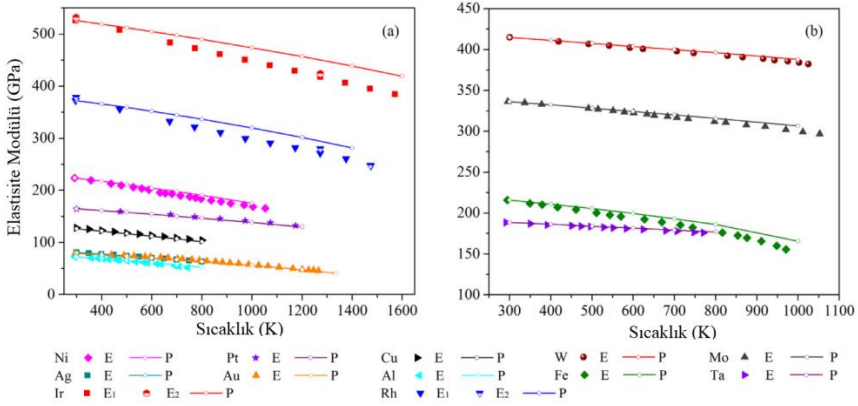 (a)
(b)
Elastisite Modülü (GPa)
500
400
300
200
100
0
400 600 800 1000 1200 1400 1600
Sıcaklık (K)
450
400
350
300
250
200
150
100
300 400 500 600 700 800 900 1000
Sıcaklık (K)
Ni E P Pt E P Cu E P W E P Mo E P
Ag E P Au E P Al E P Fe E P Ta E P
Ir E₁ E₂ P Rh E₁ E₂ P